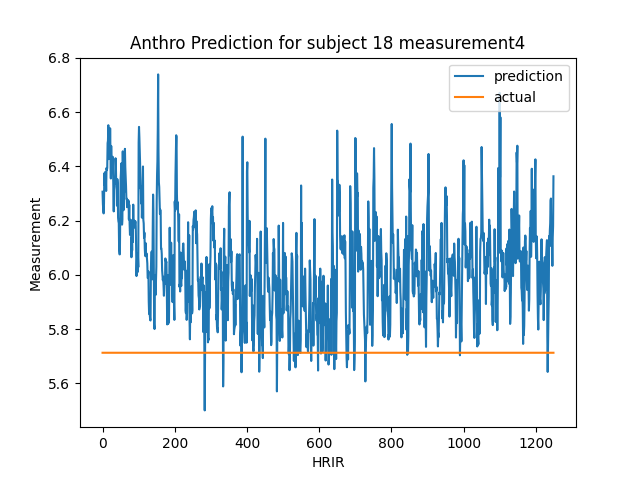 Anthro Prediction for subject 18 measurement4
prediction
actual
Measurement
6.8
6.6
6.4
6.2
6.0
5.8
5.6
0 200 400 600 800 1000 1200
HRIR